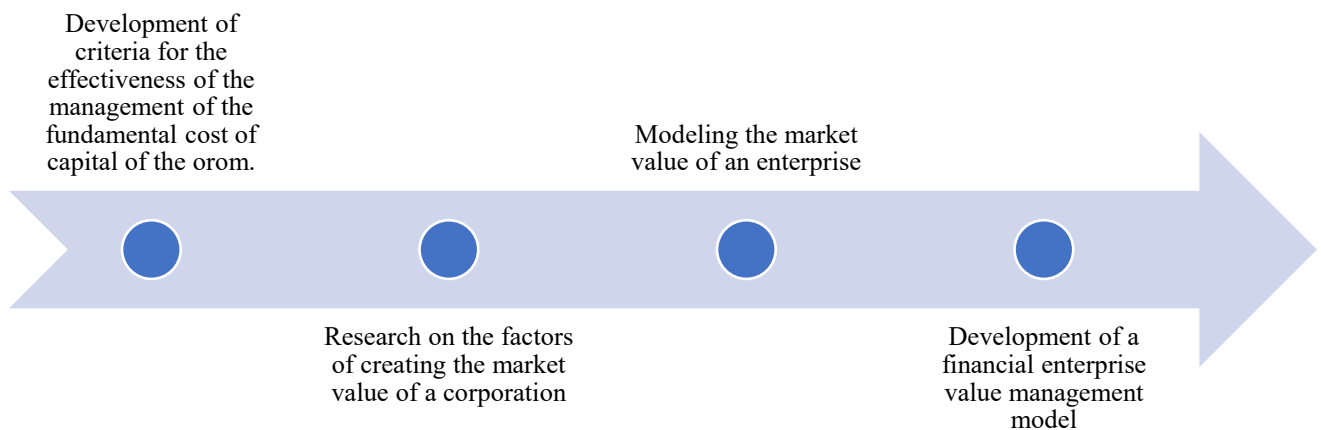 Development of
criteria for the
effectiveness of the
management of the
fundamental cost of
capital of the orom.
Research on the factors
of creating the market
value of a corporation
Modeling the market
value of an enterprise
Development of a
financial enterprise
value management
model